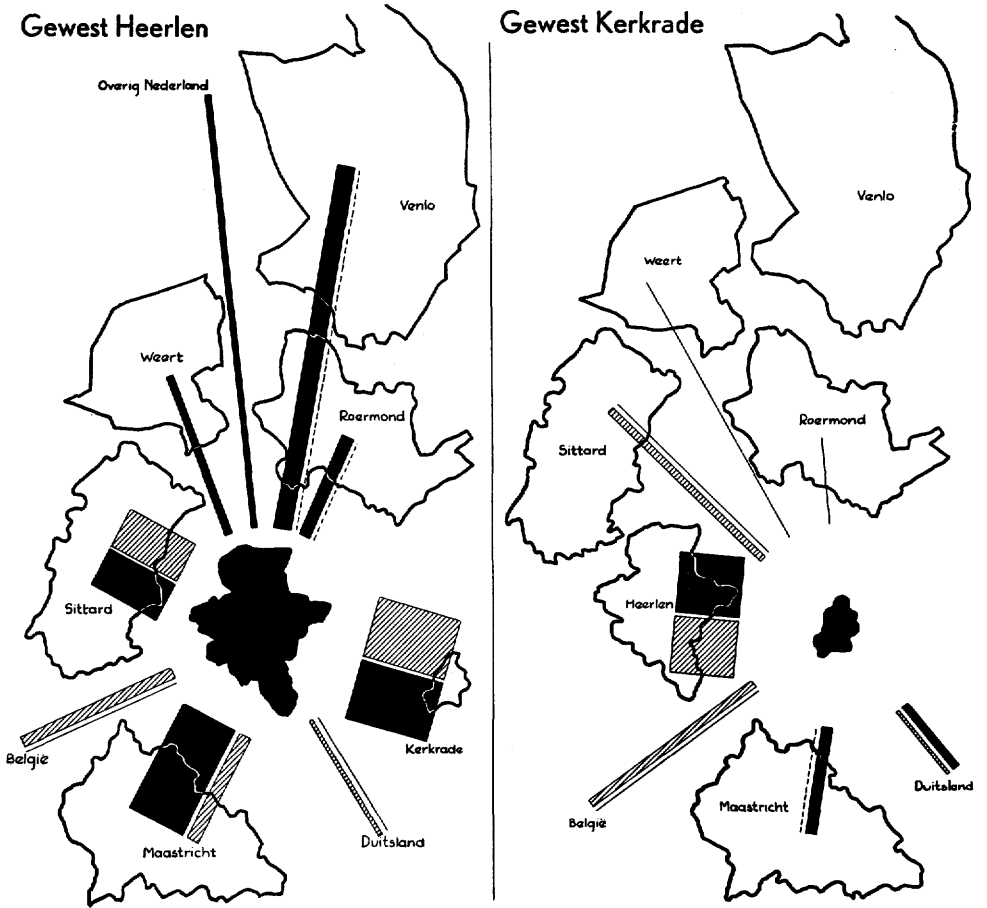 Gewest Heerlen
Overig Nederland
Venlo
Weert
Roermond
Sittard
Kerkrade
België
Duitsland
Maastricht
Gewest Kerkrade
Venlo
Weert
Roermond
Sittard
Heerlen
Duitsland
Maastricht
België